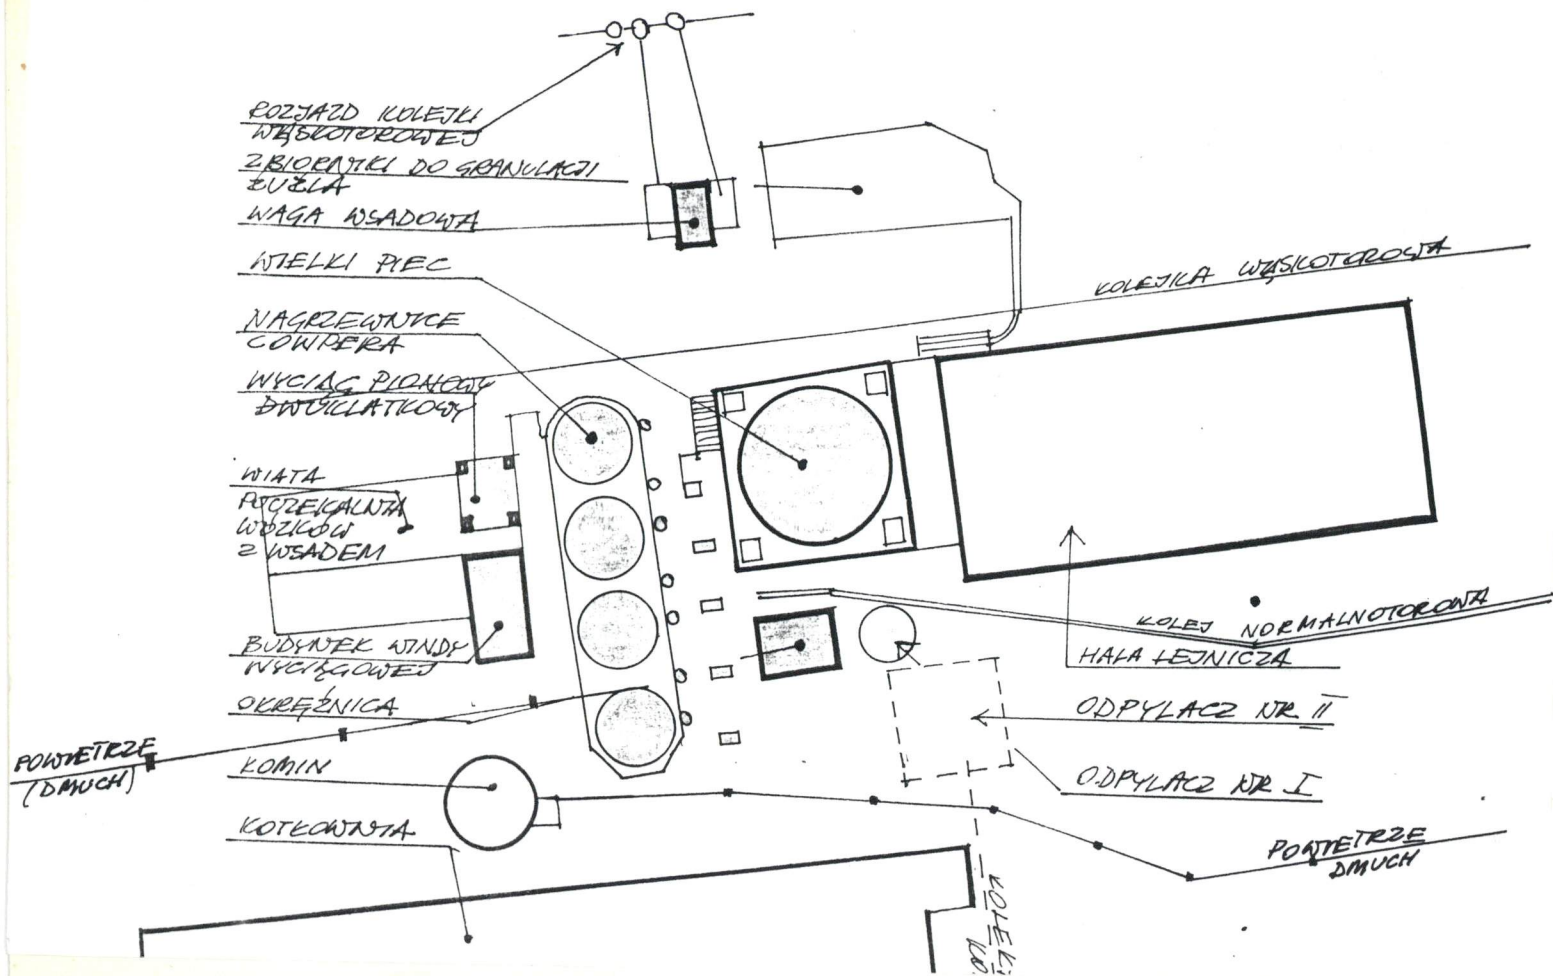 ROZJAZD KOLEJKI
WĄSKOTOROWEJ
ZBIORNIKI DO GRANULACJI
ŻUŻLA
WAGA WSADOWA
WIELKI PIEC
NAGRZEWNICE
COWPERA
WYCIĄG PIONOWY
DWUKLATKOWY
WIATA
POCZEKALNIA
WÓZKÓW
Z WSADEM
BUDYNEK WINDY
WYCIĄGOWEJ
OKRĘŻNICA
POWIETRZE
(DMUCH)
KOMIN
KOTŁOWNIA
KOLEJKA WĄSKOTOROWA
KOLEJ NORMALNOTOROWA
HALA LEJNICZA
ODPYLACZ NR II
ODPYLACZ NR I
POWIETRZE
DMUCH